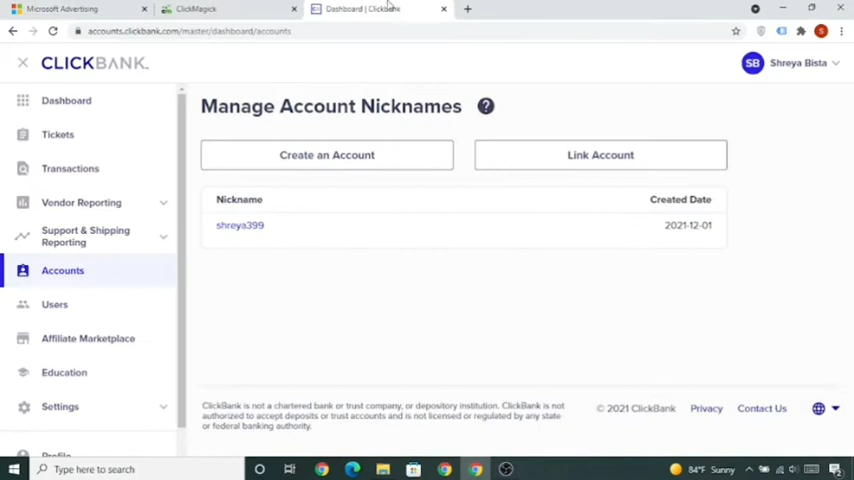 Microsoft Advertising
ClickMagick
Dashboard | Clickbank
accounts.clickbank.com/master/dashboard/accounts
S
CLICKBANK
SB
Shreya Bista
Dashboard
Tickets
Transactions
Vendor Reporting
Support & Shipping
Reporting
Accounts
Users
Affiliate Marketplace
Education
Settings
Profile
Manage Account Nicknames ?
Create an Account
Link Account
Nickname
Created Date
shreya399
2021-12-01
ClickBank is not a chartered bank or trust company, or depository institution. ClickBank is not
authorized to accept deposits or trust accounts and is not licensed or regulated by any state
or federal banking authority.
© 2021 ClickBank
Privacy
Contact Us
Type here to search
84°F Sunny
2